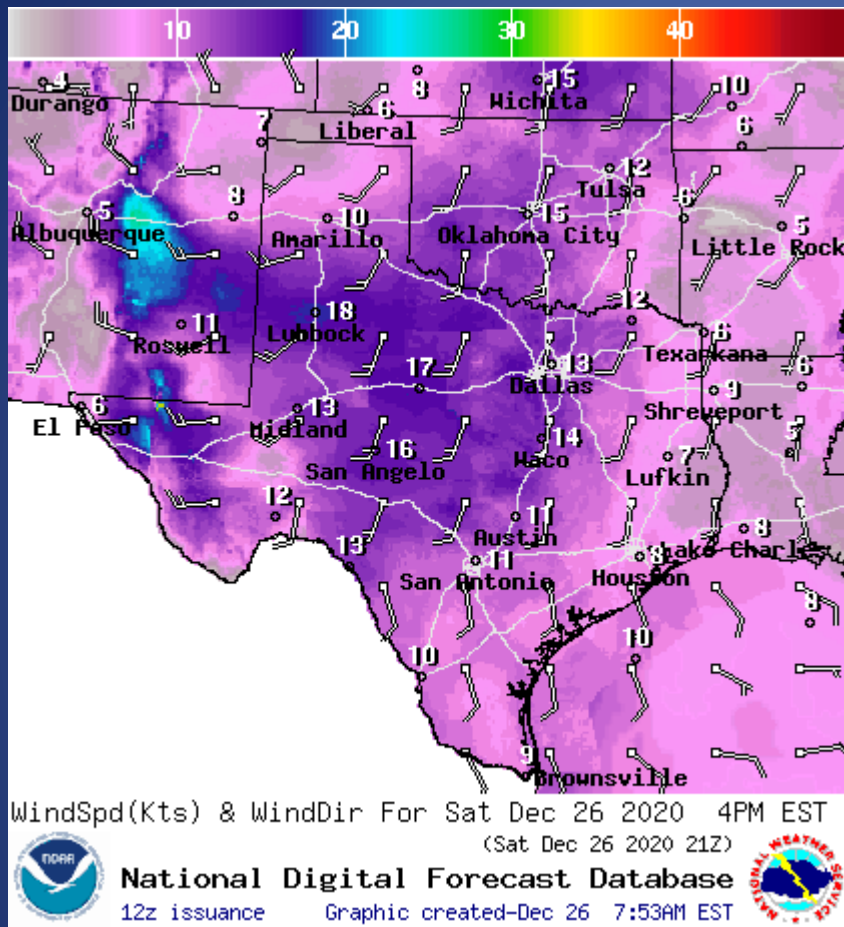 10 20 30 40
4 8 15 10
Durango Wichita
6
Liberal
7 6
12
Tulsa
5 8 10 15 6 5
Albuquerque Amarillo Oklahoma City Little Rock
11 18 12 6
Roswell Lubbock Texarkana
17 13 6
Dallas
6 13 9
El Paso Midland Shreveport
16 14 7 5
San Angelo Waco Lufkin
12 11 8
Austin
13 11 8 Lake Charles
San Antonio Houston
8
10 10
9
Brownsville
WindSpd(Kts) & WindDir For Sat Dec 26 2020 4PM EST
(Sat Dec 26 2020 21Z)
NOAA
National Digital Forecast Database
NATIONAL WEATHER SERVICE
12z issuance Graphic created-Dec 26 7:53AM EST